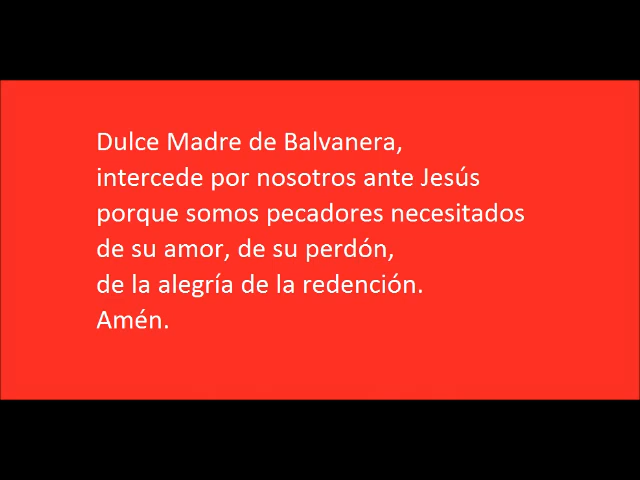 Dulce Madre de Balvanera,
intercede por nosotros ante Jesús
porque somos pecadores necesitados
de su amor, de su perdón,
de la alegría de la redención.
Amén.